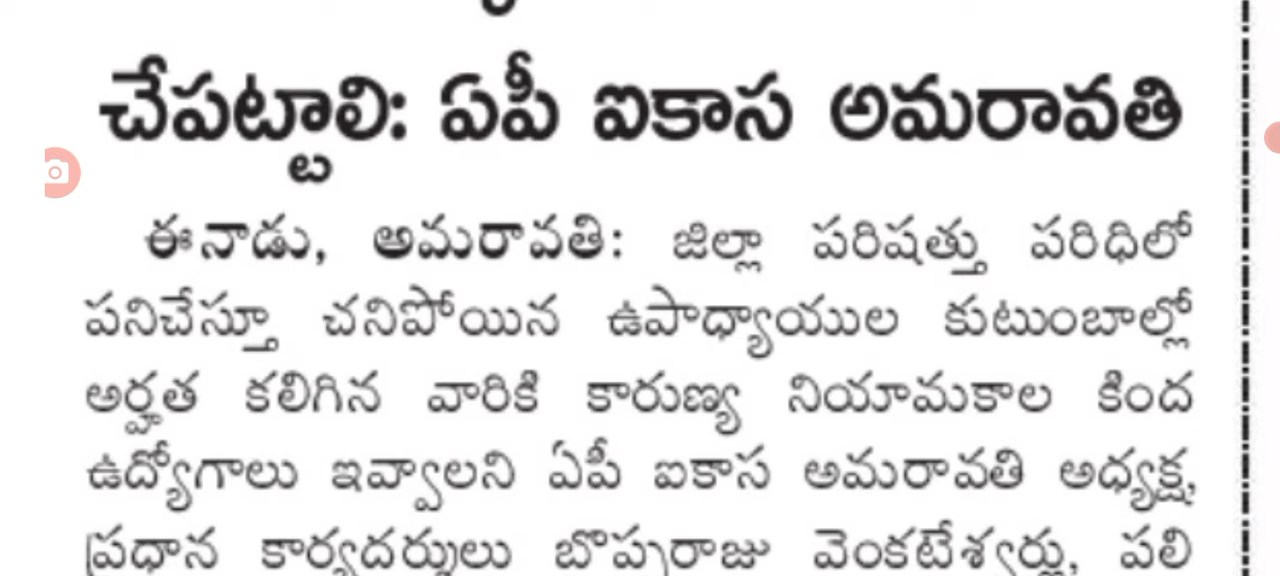 చేపట్టాలి: ఏపీ ఐకాస అమరావతి
ఈనాడు, అమరావతి: జిల్లా పరిషత్తు పరిధిలో
పనిచేస్తూ చనిపోయిన ఉపాధ్యాయుల కుటుంబాల్లో
అర్హత కలిగిన వారికి కారుణ్య నియామకాల కింద
ఉద్యోగాలు ఇవ్వాలని ఏపీ ఐకాస అమరావతి అధ్యక్ష,
ప్రధాన కార్యదర్శులు బొప్పరాజు వెంకటేశ్వర్లు, పలి